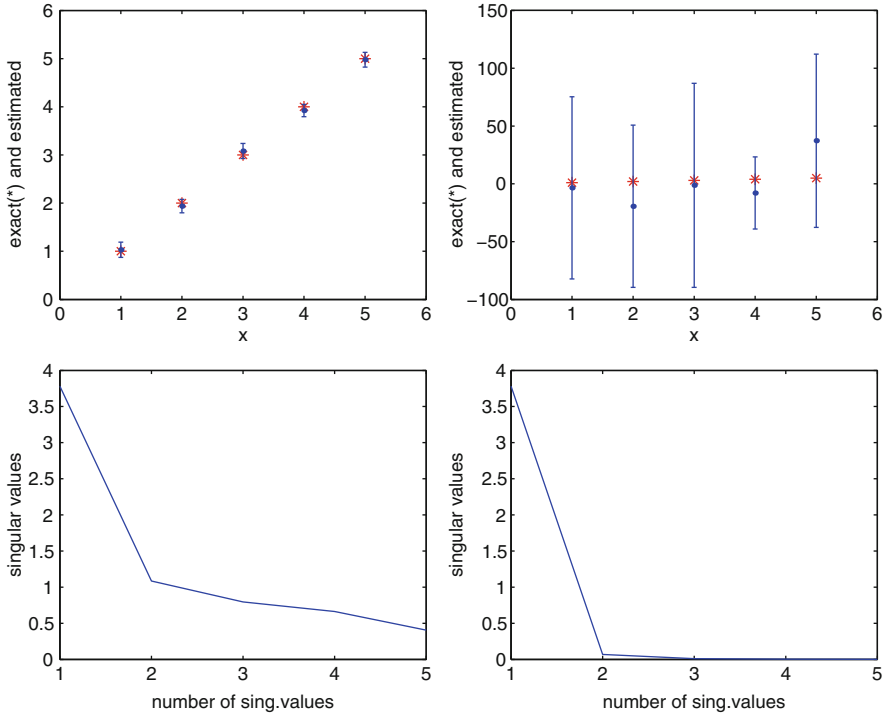 6
5
4
3
2
1
0
exact(*) and estimated
0 1 2 3 4 5 6
x
150
100
50
0
−50
−100
exact(*) and estimated
0 1 2 3 4 5 6
x
4
3.5
3
2.5
2
1.5
1
0.5
0
singular values
1 2 3 4 5
number of sing.values
4
3.5
3
2.5
2
1.5
1
0.5
0
singular values
1 2 3 4 5
number of sing.values